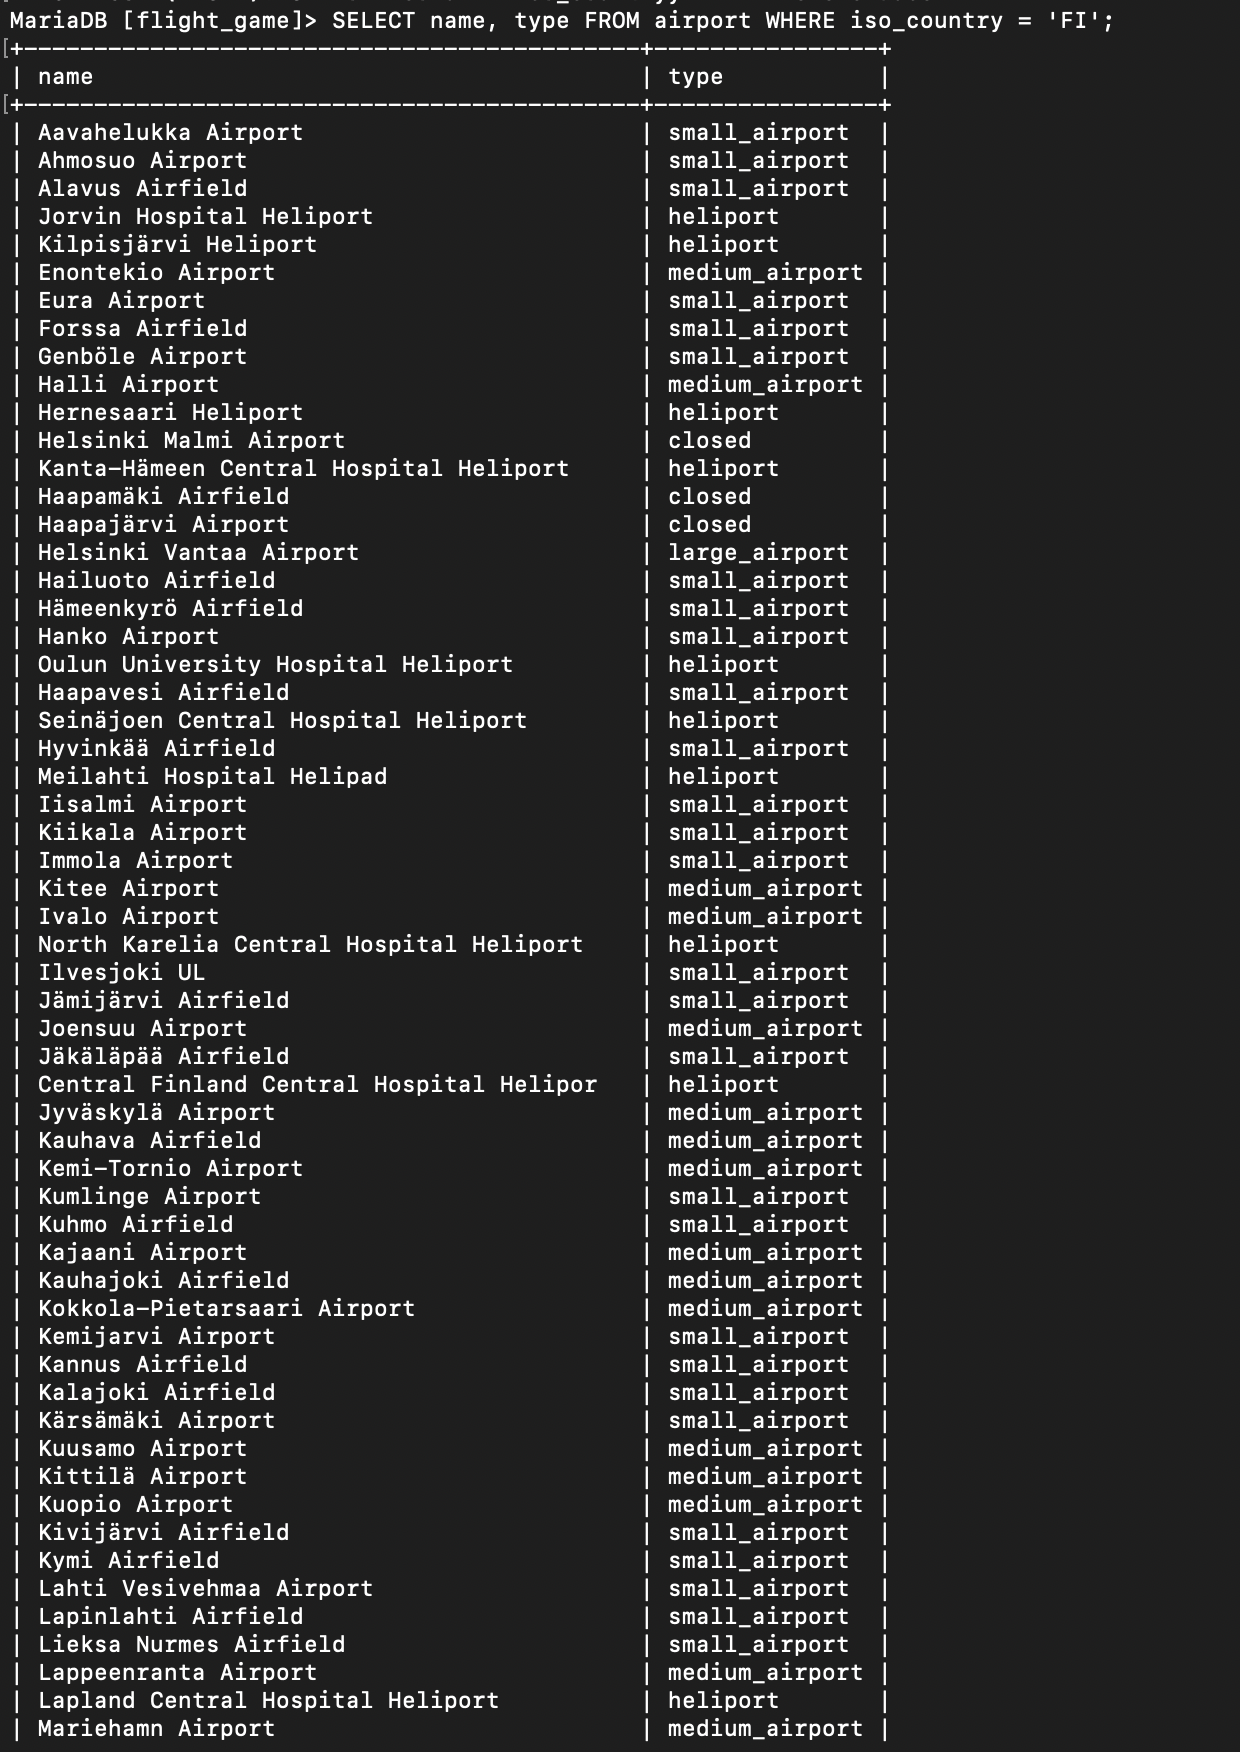 MariaDB [flight_game]> SELECT name, type FROM airport WHERE iso_country = 'FI';
[+---------------------------------------------+----------------+
| name                                        | type           |
[+---------------------------------------------+----------------+
| Aavahelukka Airport                         | small_airport  |
| Ahmosuo Airport                             | small_airport  |
| Alavus Airfield                             | small_airport  |
| Jorvin Hospital Heliport                    | heliport       |
| Kilpisjärvi Heliport                        | heliport       |
| Enontekio Airport                           | medium_airport |
| Eura Airport                                | small_airport  |
| Forssa Airfield                             | small_airport  |
| Genböle Airport                             | small_airport  |
| Halli Airport                               | medium_airport |
| Hernesaari Heliport                         | heliport       |
| Helsinki Malmi Airport                      | closed         |
| Kanta-Hämeen Central Hospital Heliport      | heliport       |
| Haapamäki Airfield                          | closed         |
| Haapajärvi Airport                          | closed         |
| Helsinki Vantaa Airport                     | large_airport  |
| Hailuoto Airfield                           | small_airport  |
| Hämeenkyrö Airfield                         | small_airport  |
| Hanko Airport                               | small_airport  |
| Oulun University Hospital Heliport          | heliport       |
| Haapavesi Airfield                          | small_airport  |
| Seinäjoen Central Hospital Heliport         | heliport       |
| Hyvinkää Airfield                           | small_airport  |
| Meilahti Hospital Helipad                   | heliport       |
| Iisalmi Airport                             | small_airport  |
| Kiikala Airport                             | small_airport  |
| Immola Airport                              | small_airport  |
| Kitee Airport                               | medium_airport |
| Ivalo Airport                               | medium_airport |
| North Karelia Central Hospital Heliport     | heliport       |
| Ilvesjoki UL                                | small_airport  |
| Jämijärvi Airfield                          | small_airport  |
| Joensuu Airport                             | medium_airport |
| Jäkäläpää Airfield                          | small_airport  |
| Central Finland Central Hospital Helipor    | heliport       |
| Jyväskylä Airport                           | medium_airport |
| Kauhava Airfield                            | medium_airport |
| Kemi-Tornio Airport                         | medium_airport |
| Kumlinge Airport                            | small_airport  |
| Kuhmo Airfield                              | small_airport  |
| Kajaani Airport                             | medium_airport |
| Kauhajoki Airfield                          | medium_airport |
| Kokkola-Pietarsaari Airport                 | medium_airport |
| Kemijarvi Airport                           | small_airport  |
| Kannus Airfield                             | small_airport  |
| Kalajoki Airfield                           | small_airport  |
| Kärsämäki Airport                           | small_airport  |
| Kuusamo Airport                             | medium_airport |
| Kittilä Airport                             | medium_airport |
| Kuopio Airport                              | medium_airport |
| Kivijärvi Airfield                          | small_airport  |
| Kymi Airfield                               | small_airport  |
| Lahti Vesivehmaa Airport                    | small_airport  |
| Lapinlahti Airfield                         | small_airport  |
| Lieksa Nurmes Airfield                      | small_airport  |
| Lappeenranta Airport                        | medium_airport |
| Lapland Central Hospital Heliport           | heliport       |
| Mariehamn Airport                           | medium_airport |